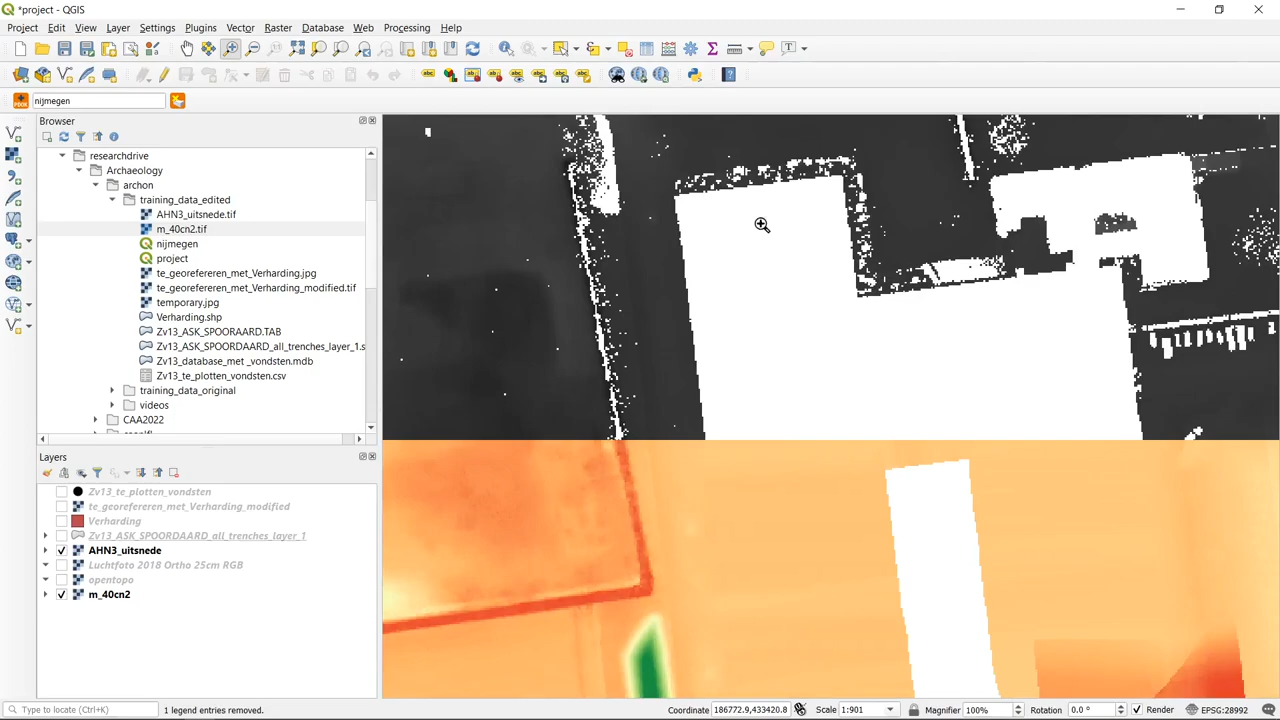 *project — QGIS
Project Edit View Layer Settings Plugins Vector Raster Database Web Processing Help
nijmegen
Browser
researchdrive
Archaeology
archon
training_data_edited
AHN3_uitsnede.tif
m_40cn2.tif
nijmegen
project
te_georefereren_met_Verharding.jpg
te_georefereren_met_Verharding_modified.tif
temporary.jpg
Verharding.shp
Zv13_ASK_SPOORAARD.TAB
Zv13_ASK_SPOORDAARD_all_trenches_layer_1.s
Zv13_database_met _vondsten.mdb
Zv13_te_plotten_vondsten.csv
training_data_original
videos
CAA2022
Layers
Zv13_te_plotten_vondsten
te_georefereren_met_Verharding_modified
Verharding
Zv13_ASK_SPOORDAARD_all_trenches_layer_1
AHN3_uitsnede
Luchtfoto 2018 Ortho 25cm RGB
opentopo
m_40cn2
Type to locate (Ctrl+K) 1 legend entries removed. Coordinate 186772.9,433420.8 Scale 1:901 Magnifier 100% Rotation 0.0 ° Render EPSG:28992